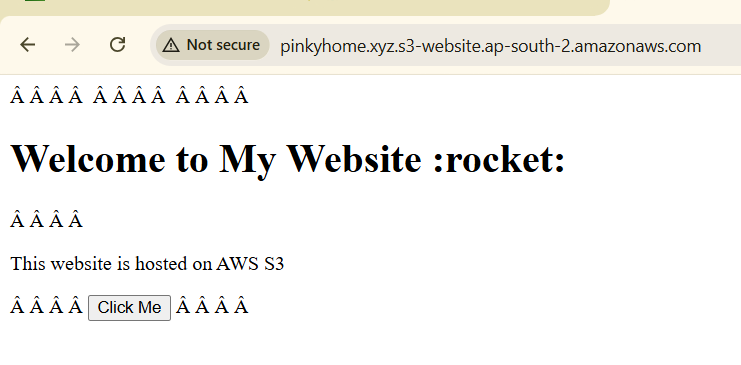 Not secure pinkyhome.xyz.s3-website.ap-south-2.amazonaws.com
Â Â Â Â  Â Â Â Â  Â Â Â Â
Welcome to My Website :rocket:
Â Â Â Â
This website is hosted on AWS S3
Â Â Â Â Click Me Â Â Â Â